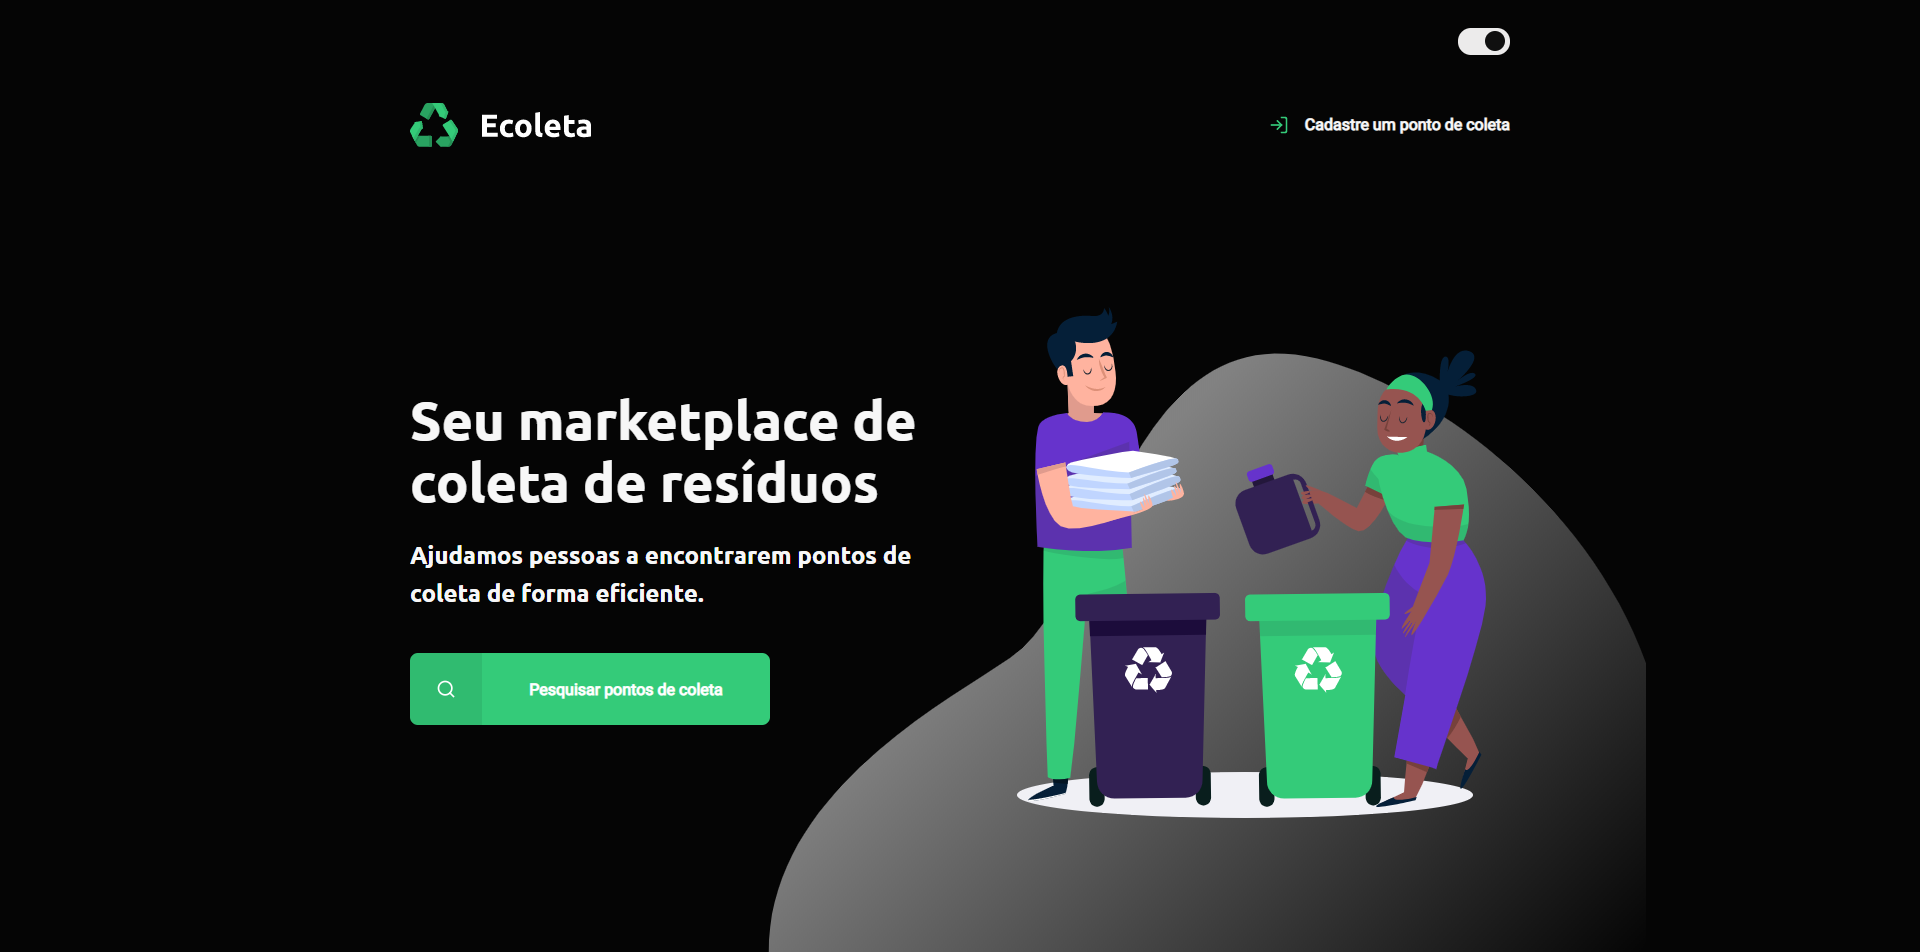 Ecoleta
Cadastre um ponto de coleta
Seu marketplace de
coleta de resíduos
Ajudamos pessoas a encontrarem pontos de
coleta de forma eficiente.
Pesquisar pontos de coleta